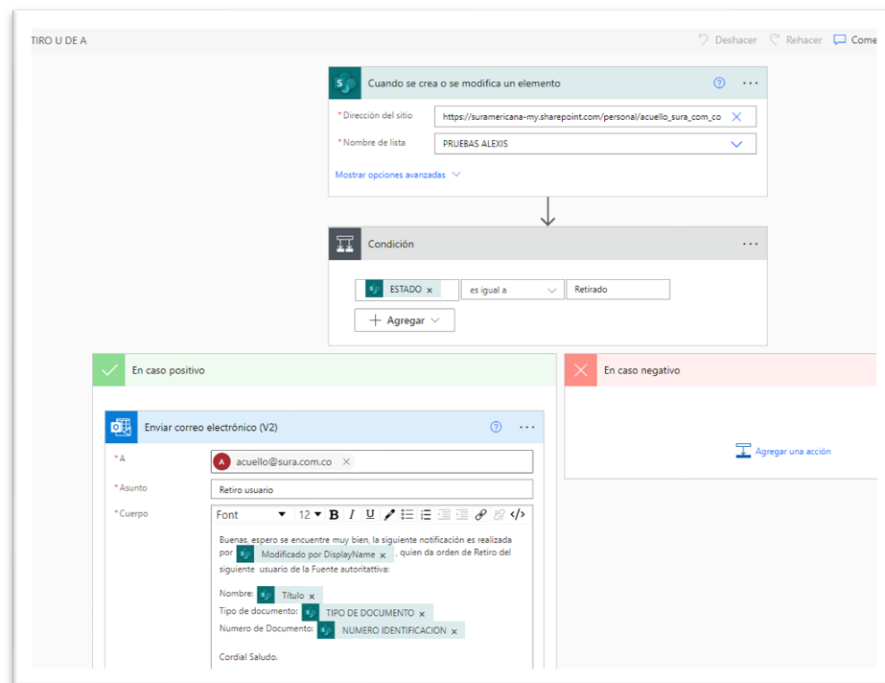 TIRO U DE A
Deshacer Rehacer Come
Cuando se crea o se modifica un elemento
* Dirección del sitio https://suramericana-my.sharepoint.com/personal/acuello_sura_com_co
* Nombre de lista PRUEBAS ALEXIS
Mostrar opciones avanzadas
Condición
ESTADO x es igual a Retirado
+ Agregar
En caso positivo
En caso negativo
Enviar correo electrónico (V2)
Agregar una acción
* A A acuello@sura.com.co
* Asunto Retiro usuario
* Cuerpo Font 12 B I U </>
Buenas, espero se encuentre muy bien, la siguiente notificación es realizada
por Modificado por DisplayName x , quien da orden de Retiro del
siguiente usuario de la Fuente autoritattiva:
Nombre: Título x
Tipo de documento: TIPO DE DOCUMENTO x
Numero de Documento: NUMERO IDENTIFICACION x
Cordial Saludo.